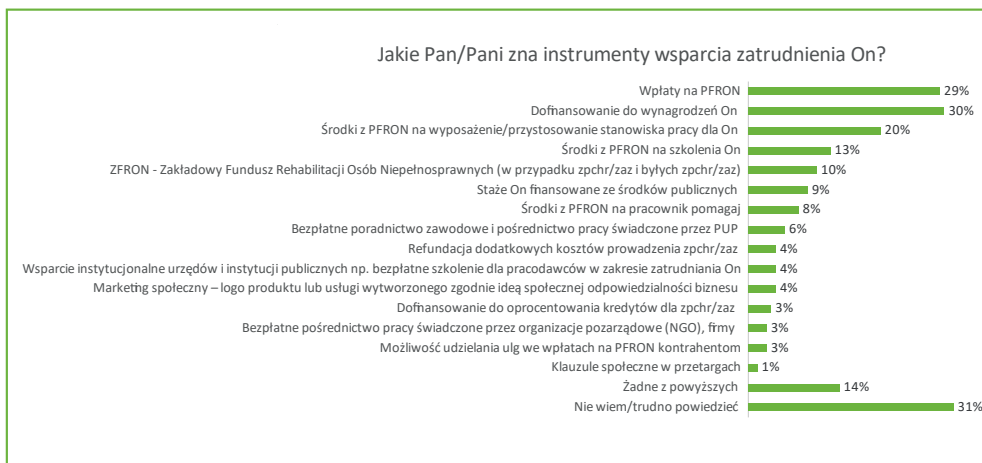 Jakie Pan/Pani zna instrumenty wsparcia zatrudnienia On?
Wpłaty na PFRON 29%
Dofinansowanie do wynagrodzeń On 30%
Środki z PFRON na wyposażenie/przystosowanie stanowiska pracy dla On 20%
Środki z PFRON na szkolenia On 13%
ZFRON - Zakładowy Fundusz Rehabilitacji Osób Niepełnosprawnych (w przypadku zpchr/zaz i byłych zpchr/zaz) 10%
Staże On finansowane ze środków publicznych 9%
Środki z PFRON na pracownik pomagaj 8%
Bezpłatne poradnictwo zawodowe i pośrednictwo pracy świadczone przez PUP 6%
Refundacja dodatkowych kosztów prowadzenia zpchr/zaz 4%
Wsparcie instytucjonalne urzędów i instytucji publicznych np. bezpłatne szkolenie dla pracodawców w zakresie zatrudniania On 4%
Marketing społeczny – logo produktu lub usługi wytworzonego zgodnie ideą społecznej odpowiedzialności biznesu 4%
Dofinansowanie do oprocentowania kredytów dla zpchr/zaz 3%
Bezpłatne pośrednictwo pracy świadczone przez organizacje pozarządowe (NGO), firmy 3%
Możliwość udzielania ulg we wpłatach na PFRON kontrahentom 3%
Klauzule społeczne w przetargach 1%
Żadne z powyższych 14%
Nie wiem/trudno powiedzieć 31%